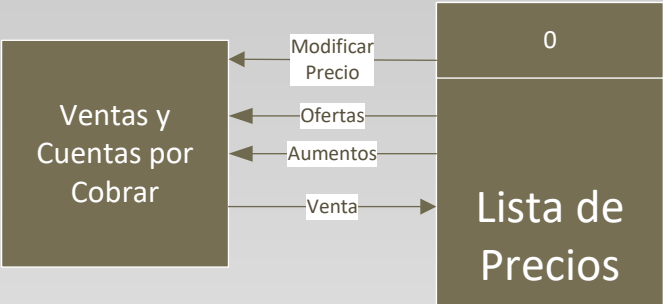 Ventas y
Cuentas por
Cobrar
Modificar
Precio
Ofertas
Aumentos
Venta
0
Lista de
Precios